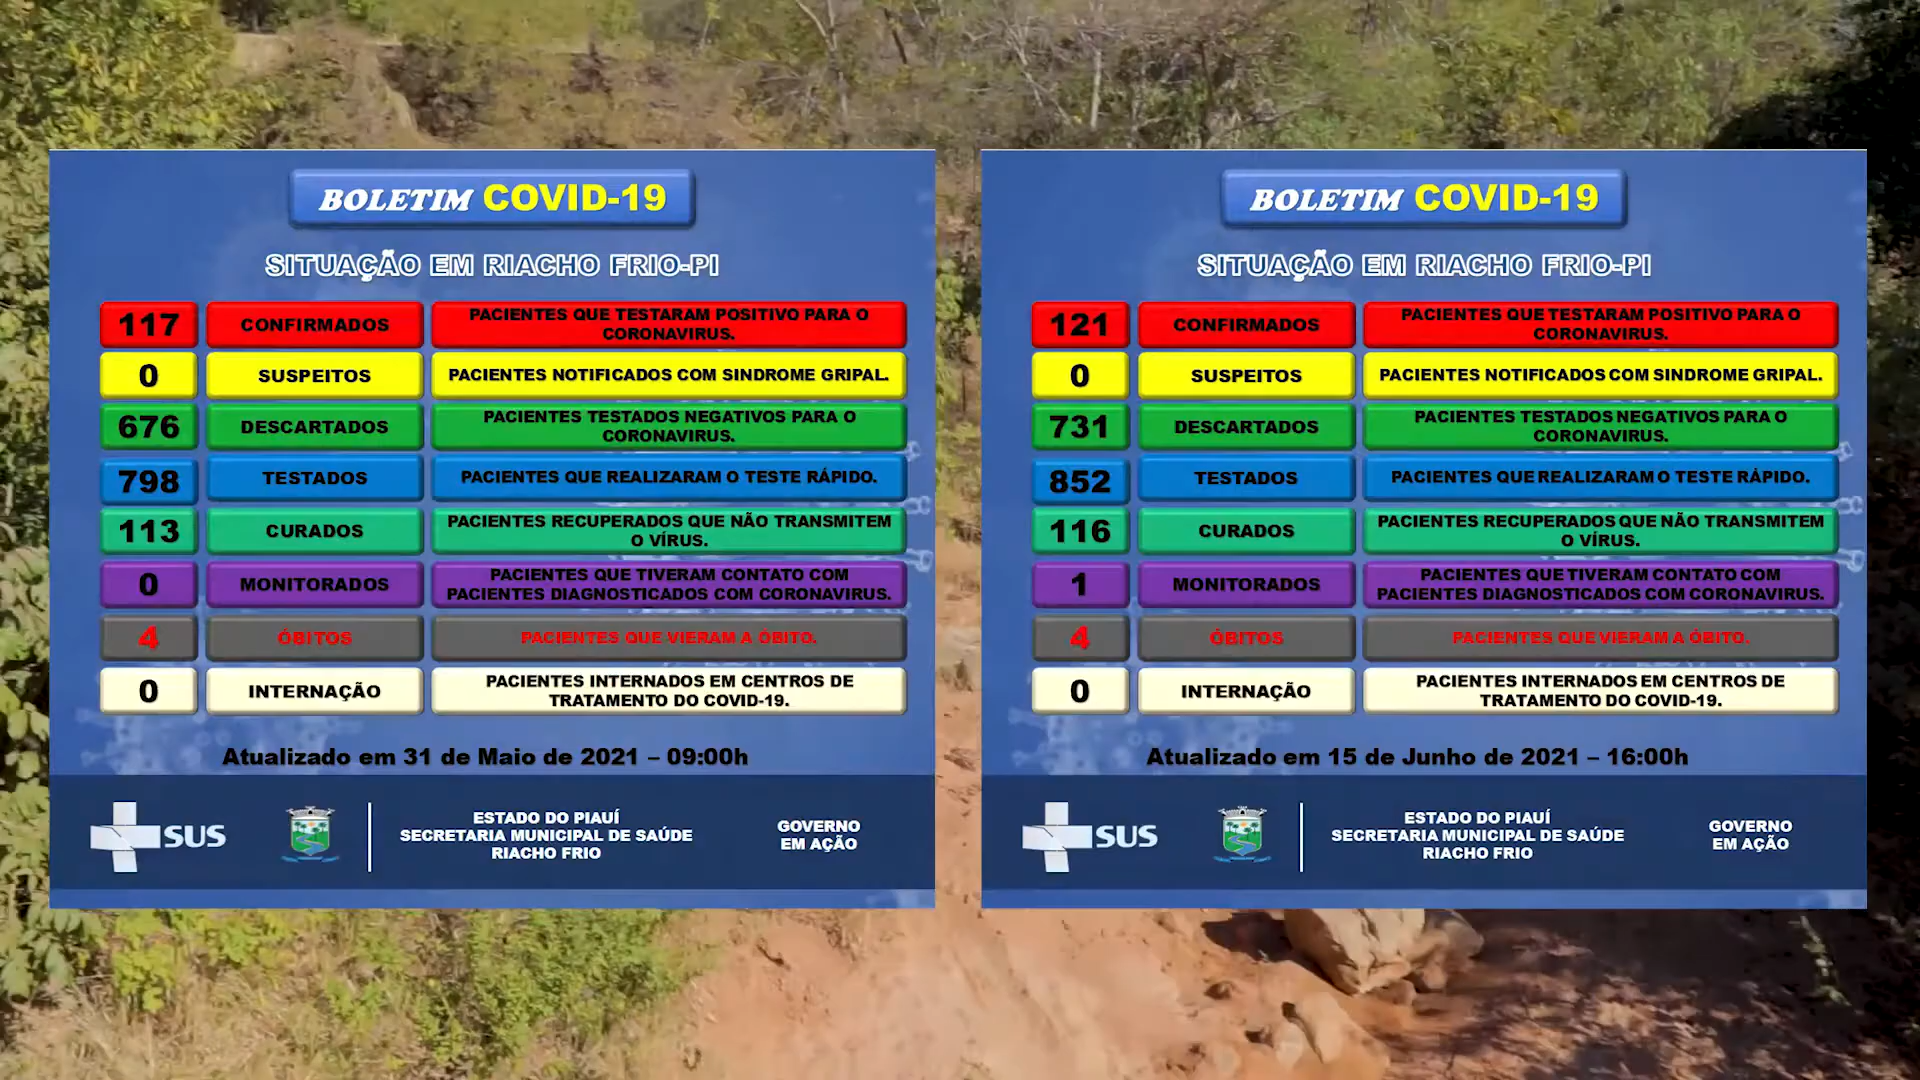 BOLETIM COVID-19
SITUAÇÃO EM RIACHO FRIO-PI
117 CONFIRMADOS PACIENTES QUE TESTARAM POSITIVO PARA O
CORONAVIRUS.
0 SUSPEITOS PACIENTES NOTIFICADOS COM SINDROME GRIPAL.
676 DESCARTADOS PACIENTES TESTADOS NEGATIVOS PARA O
CORONAVIRUS.
798 TESTADOS PACIENTES QUE REALIZARAM O TESTE RÁPIDO.
113 CURADOS PACIENTES RECUPERADOS QUE NÃO TRANSMITEM
O VÍRUS.
0 MONITORADOS PACIENTES QUE TIVERAM CONTATO COM
PACIENTES DIAGNOSTICADOS COM CORONAVIRUS.
4 ÓBITOS PACIENTES QUE VIERAM A ÓBITO.
0 INTERNAÇÃO PACIENTES INTERNADOS EM CENTROS DE
TRATAMENTO DO COVID-19.
Atualizado em 31 de Maio de 2021 – 09:00h
SUS
ESTADO DO PIAUÍ
SECRETARIA MUNICIPAL DE SAÚDE
RIACHO FRIO
GOVERNO
EM AÇÃO
BOLETIM COVID-19
SITUAÇÃO EM RIACHO FRIO-PI
121 CONFIRMADOS PACIENTES QUE TESTARAM POSITIVO PARA O
CORONAVIRUS.
0 SUSPEITOS PACIENTES NOTIFICADOS COM SINDROME GRIPAL.
731 DESCARTADOS PACIENTES TESTADOS NEGATIVOS PARA O
CORONAVIRUS.
852 TESTADOS PACIENTES QUE REALIZARAM O TESTE RÁPIDO.
116 CURADOS PACIENTES RECUPERADOS QUE NÃO TRANSMITEM
O VÍRUS.
1 MONITORADOS PACIENTES QUE TIVERAM CONTATO COM
PACIENTES DIAGNOSTICADOS COM CORONAVIRUS.
4 ÓBITOS PACIENTES QUE VIERAM A ÓBITO.
0 INTERNAÇÃO PACIENTES INTERNADOS EM CENTROS DE
TRATAMENTO DO COVID-19.
Atualizado em 15 de Junho de 2021 – 16:00h
SUS
ESTADO DO PIAUÍ
SECRETARIA MUNICIPAL DE SAÚDE
RIACHO FRIO
GOVERNO
EM AÇÃO